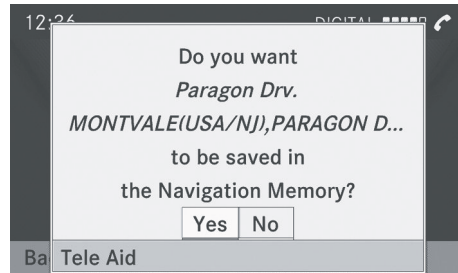 12:36
DIGITAL
Do you want
Paragon Drv.
MONTVALE(USA/NJ),PARAGON D...
to be saved in
the Navigation Memory?
Yes No
Ba
Tele Aid